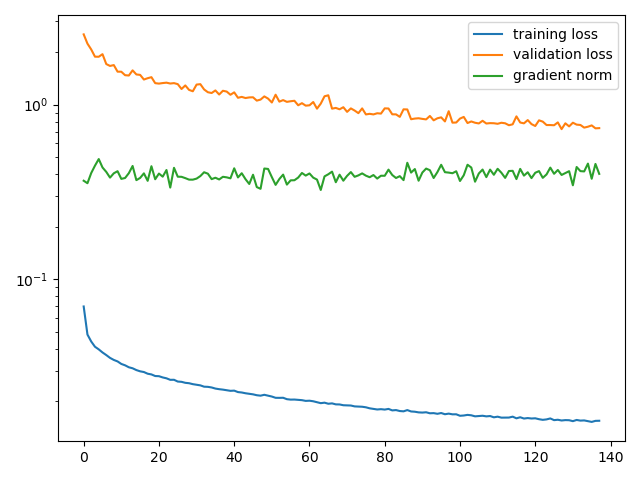 training loss
validation loss
gradient norm
10⁰
10⁻¹
0 20 40 60 80 100 120 140